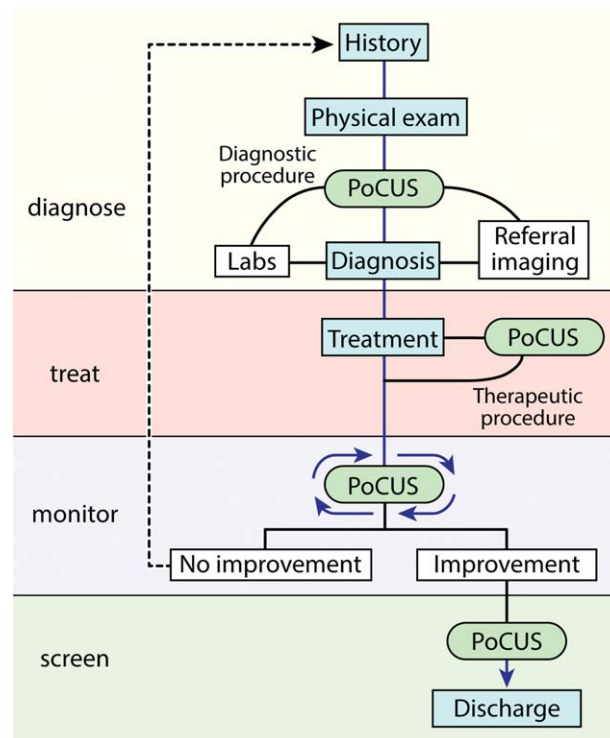 History
Physical exam
Diagnostic
procedure
PoCUS
diagnose
Labs
Diagnosis
Referral
imaging
treat
Treatment
PoCUS
Therapeutic
procedure
monitor
PoCUS
No improvement
Improvement
screen
PoCUS
Discharge